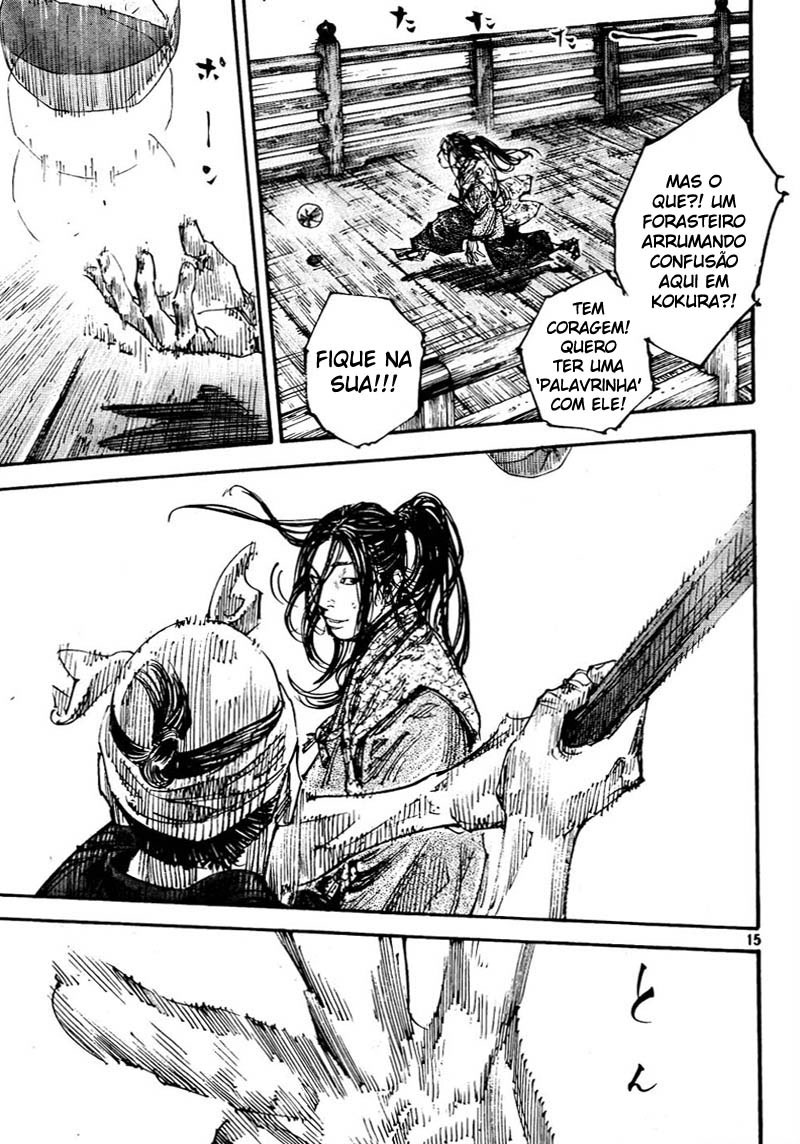 た
た
た
た
MAS O
QUE?! UM
FORASTEIRO
ARRUMANDO
CONFUSÃO
AQUI EM
KOKURA?!
TEM
CORAGEM!
QUERO
TER UMA
'PALAVRINHA'
COM ELE!
FIQUE NA
SUA!!!
ポーン
15
とん